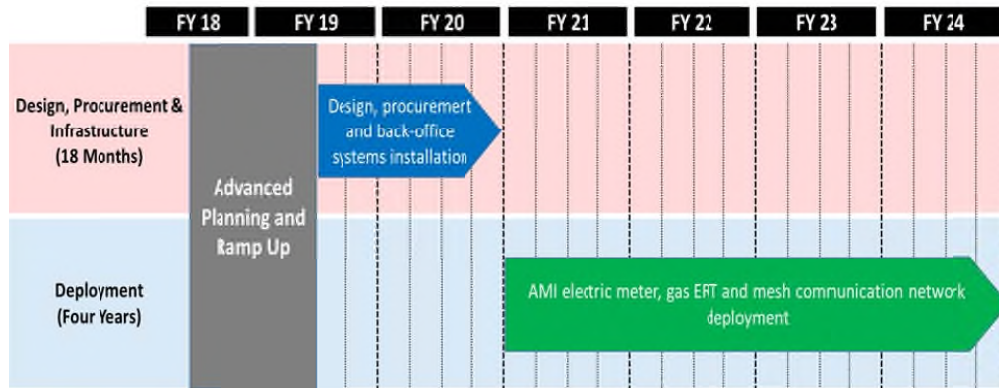 FY 18 FY 19 FY 20 FY 21 FY 22 FY 23 FY 24
Design, Procurement &
Infrastructure
(18 Months)
Design, procurement
and back-office
systems installation
Advanced
Planning and
Ramp Up
Deployment
(Four Years)
AMI electric meter, gas ERT and mesh communication network
deployment